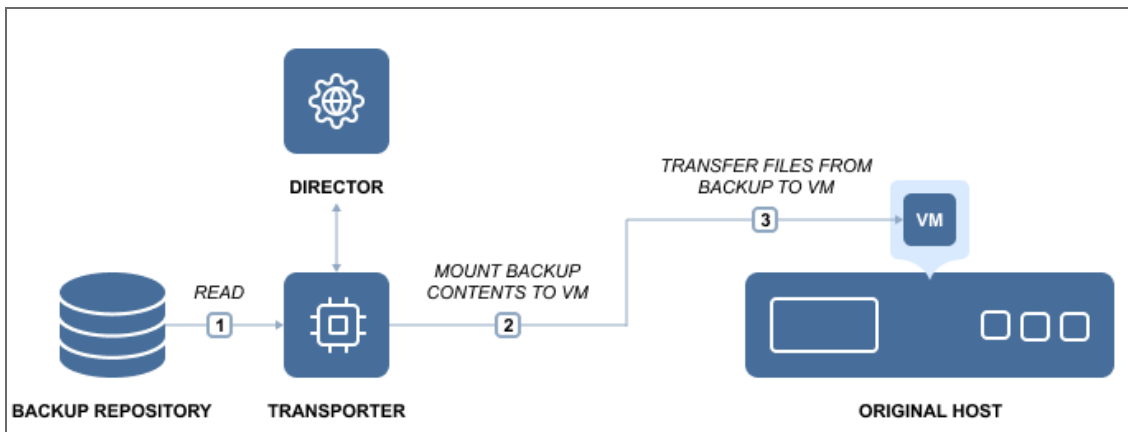 DIRECTOR
TRANSFER FILES FROM
BACKUP TO VM
3
VM
READ
1
MOUNT BACKUP
CONTENTS TO VM
2
BACKUP REPOSITORY
TRANSPORTER
ORIGINAL HOST